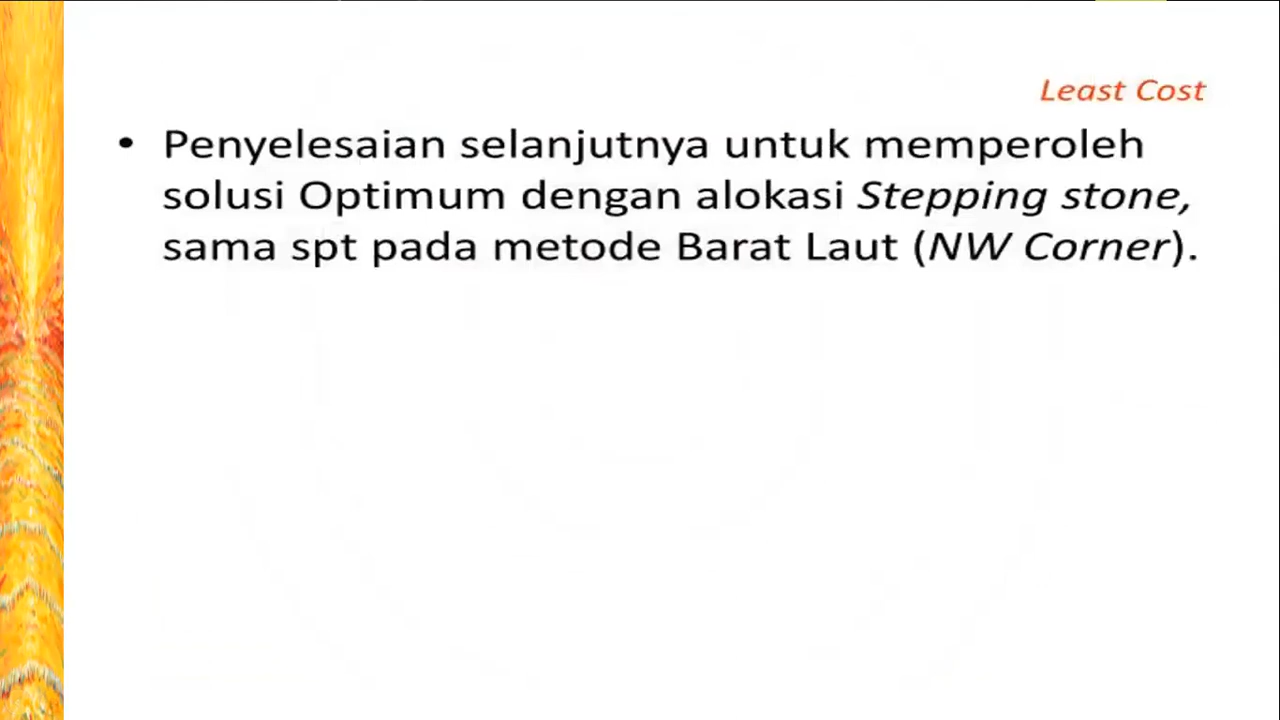 Least Cost
• Penyelesaian selanjutnya untuk memperoleh
solusi Optimum dengan alokasi Stepping stone,
sama spt pada metode Barat Laut (NW Corner).